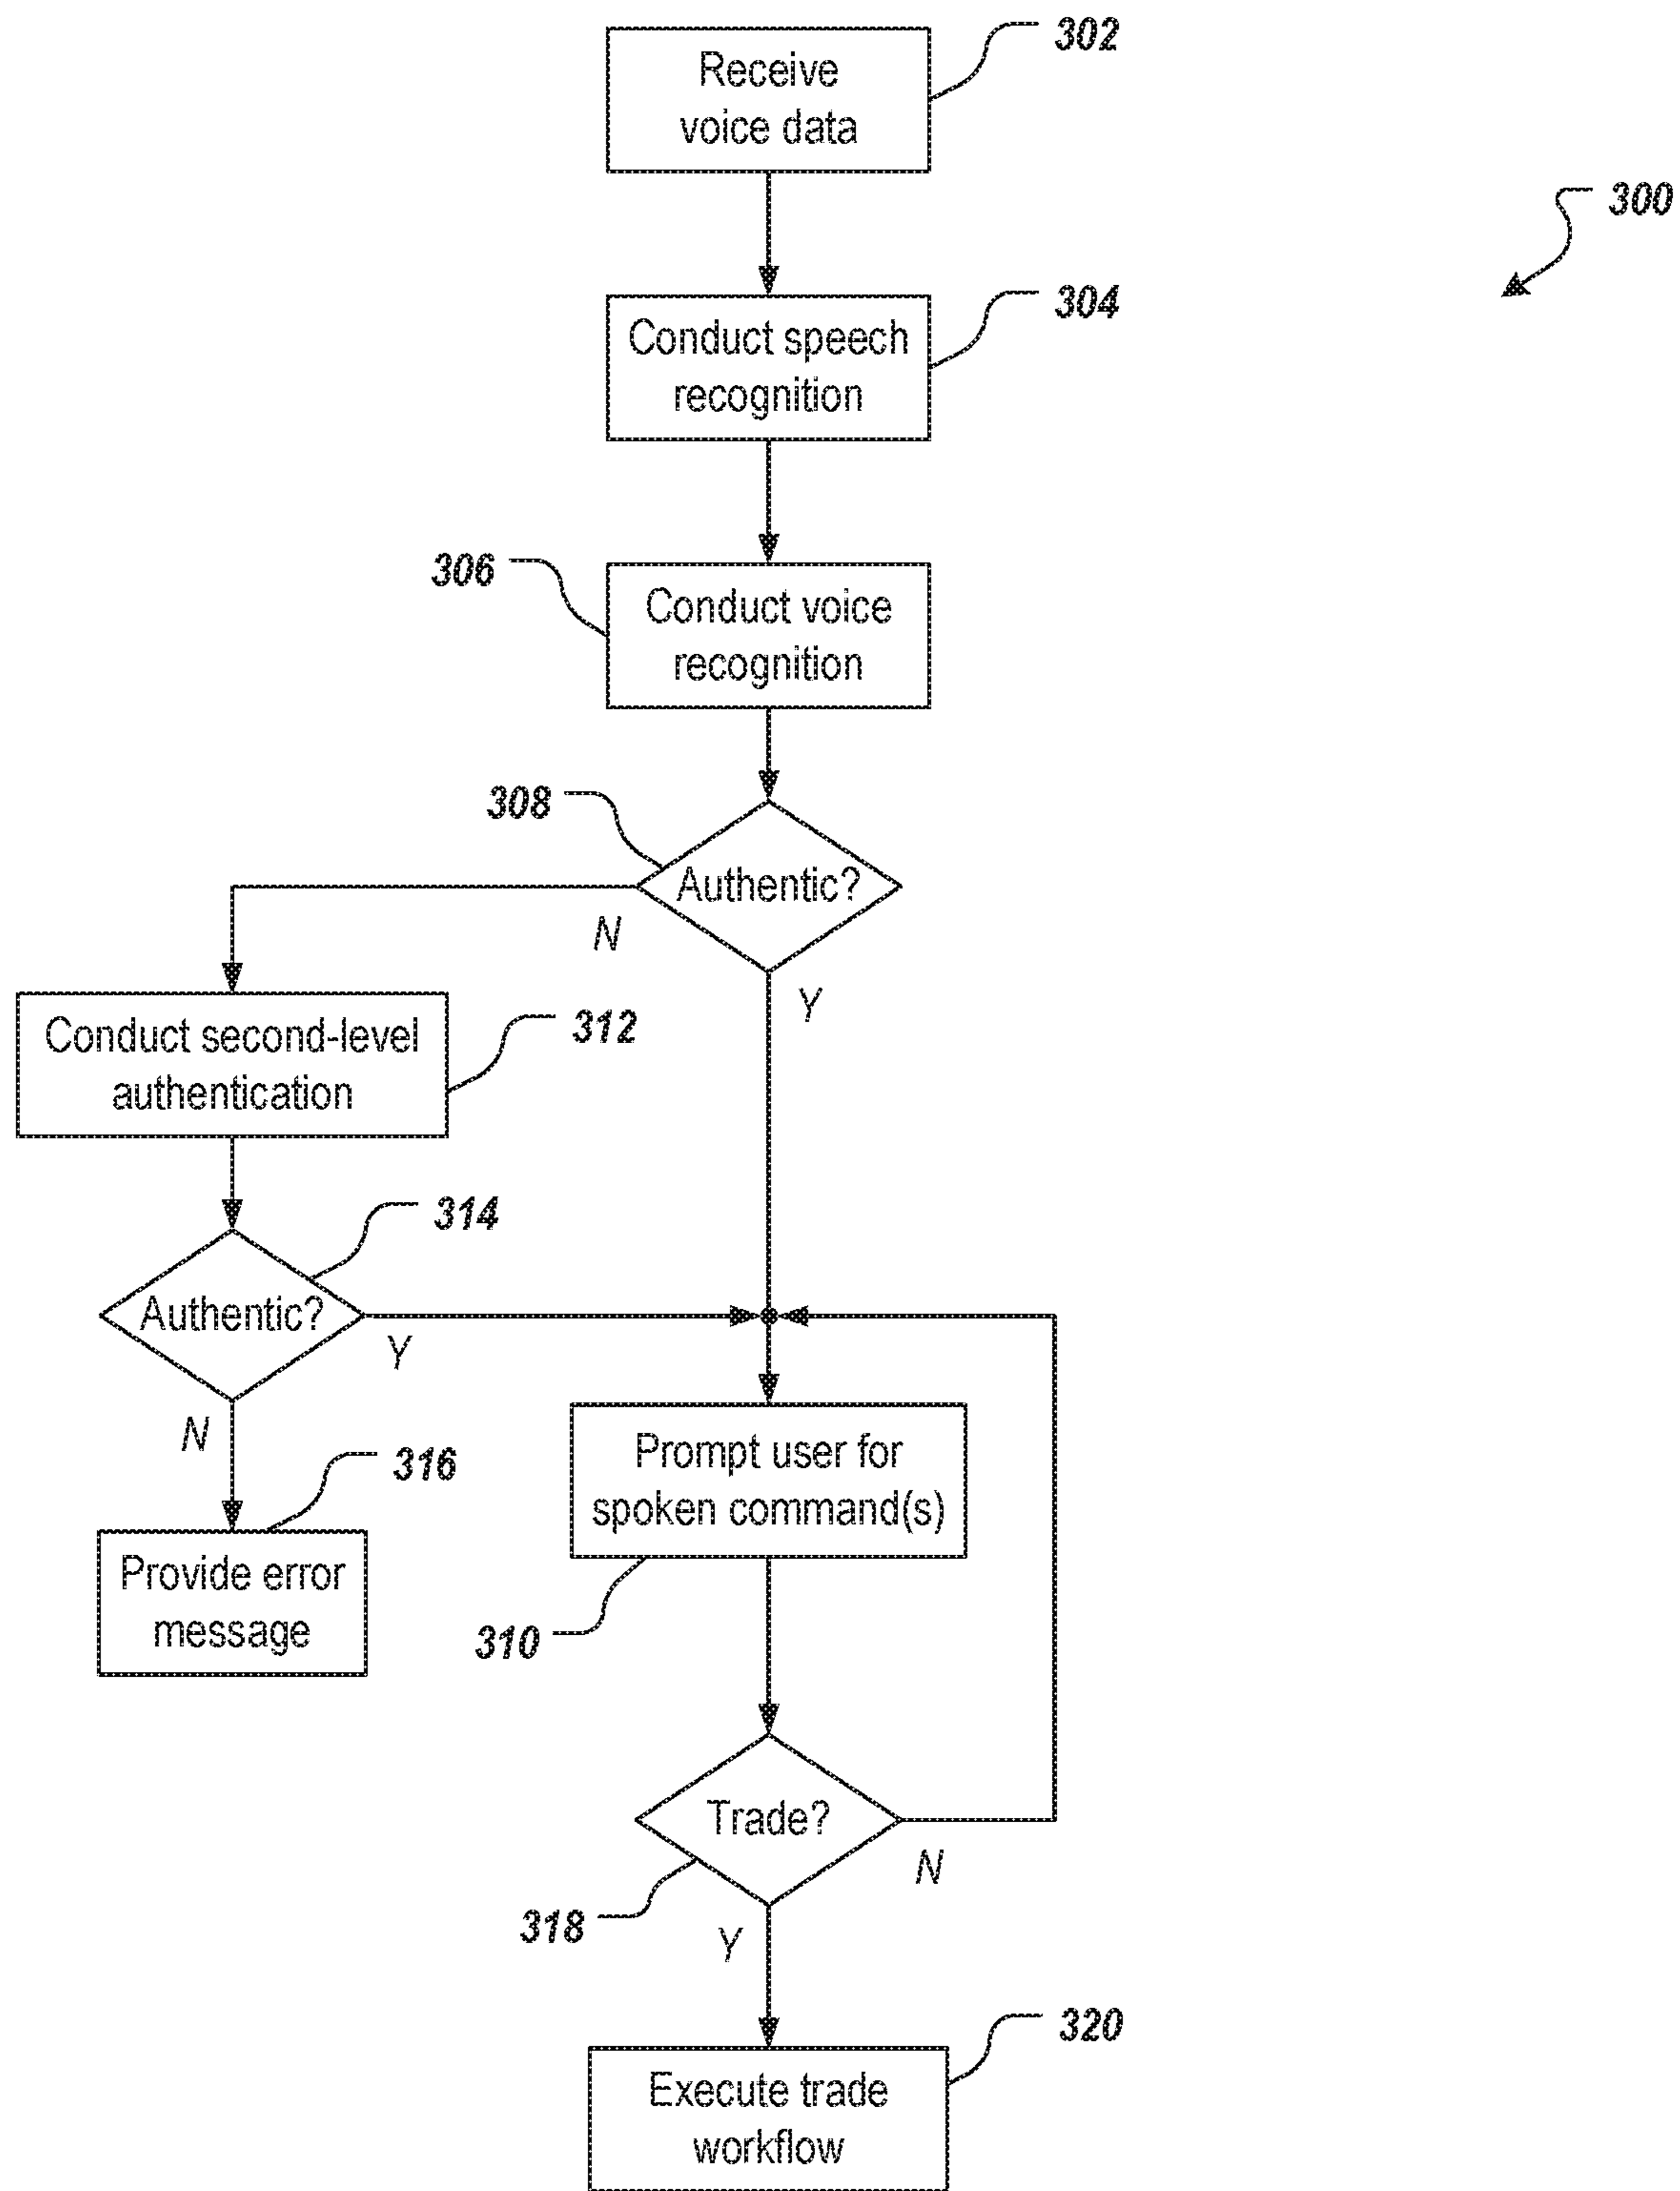 302
Receive
voice data
300
304
Conduct speech
recognition
306
Conduct voice
recognition
308
Authentic?
N
Y
Conduct second-level
authentication
312
314
Authentic?
Y
N
316
Provide error
message
Prompt user for
spoken command(s)
310
Trade?
N
318
Y
320
Execute trade
workflow